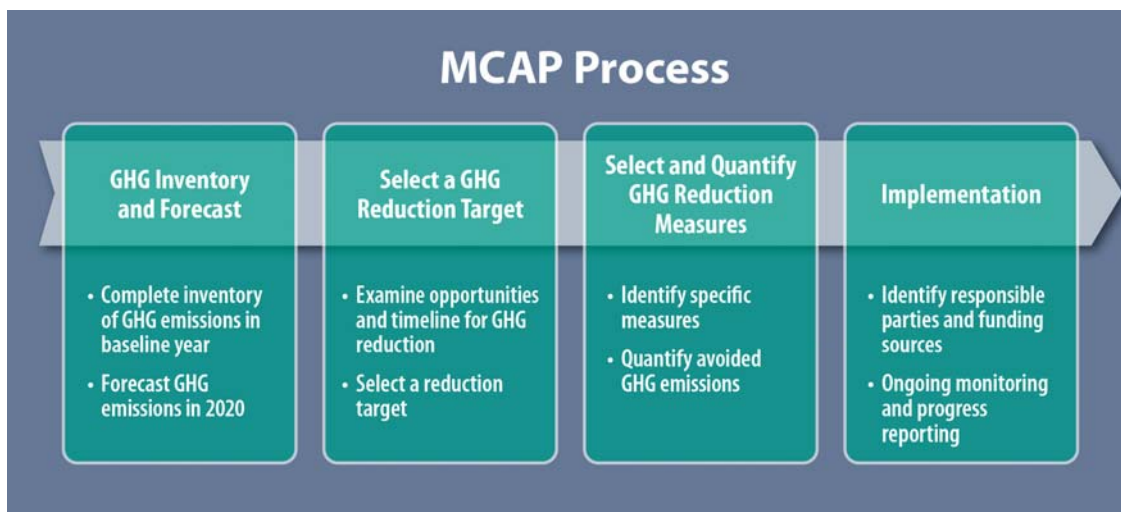 MCAP Process
GHG Inventory
and Forecast
• Complete inventory
of GHG emissions in
baseline year
• Forecast GHG
emissions in 2020
Select a GHG
Reduction Target
• Examine opportunities
and timeline for GHG
reduction
• Select a reduction
target
Select and Quantify
GHG Reduction
Measures
• Identify specific
measures
• Quantify avoided
GHG emissions
Implementation
• Identify responsible
parties and funding
sources
• Ongoing monitoring
and progress
reporting